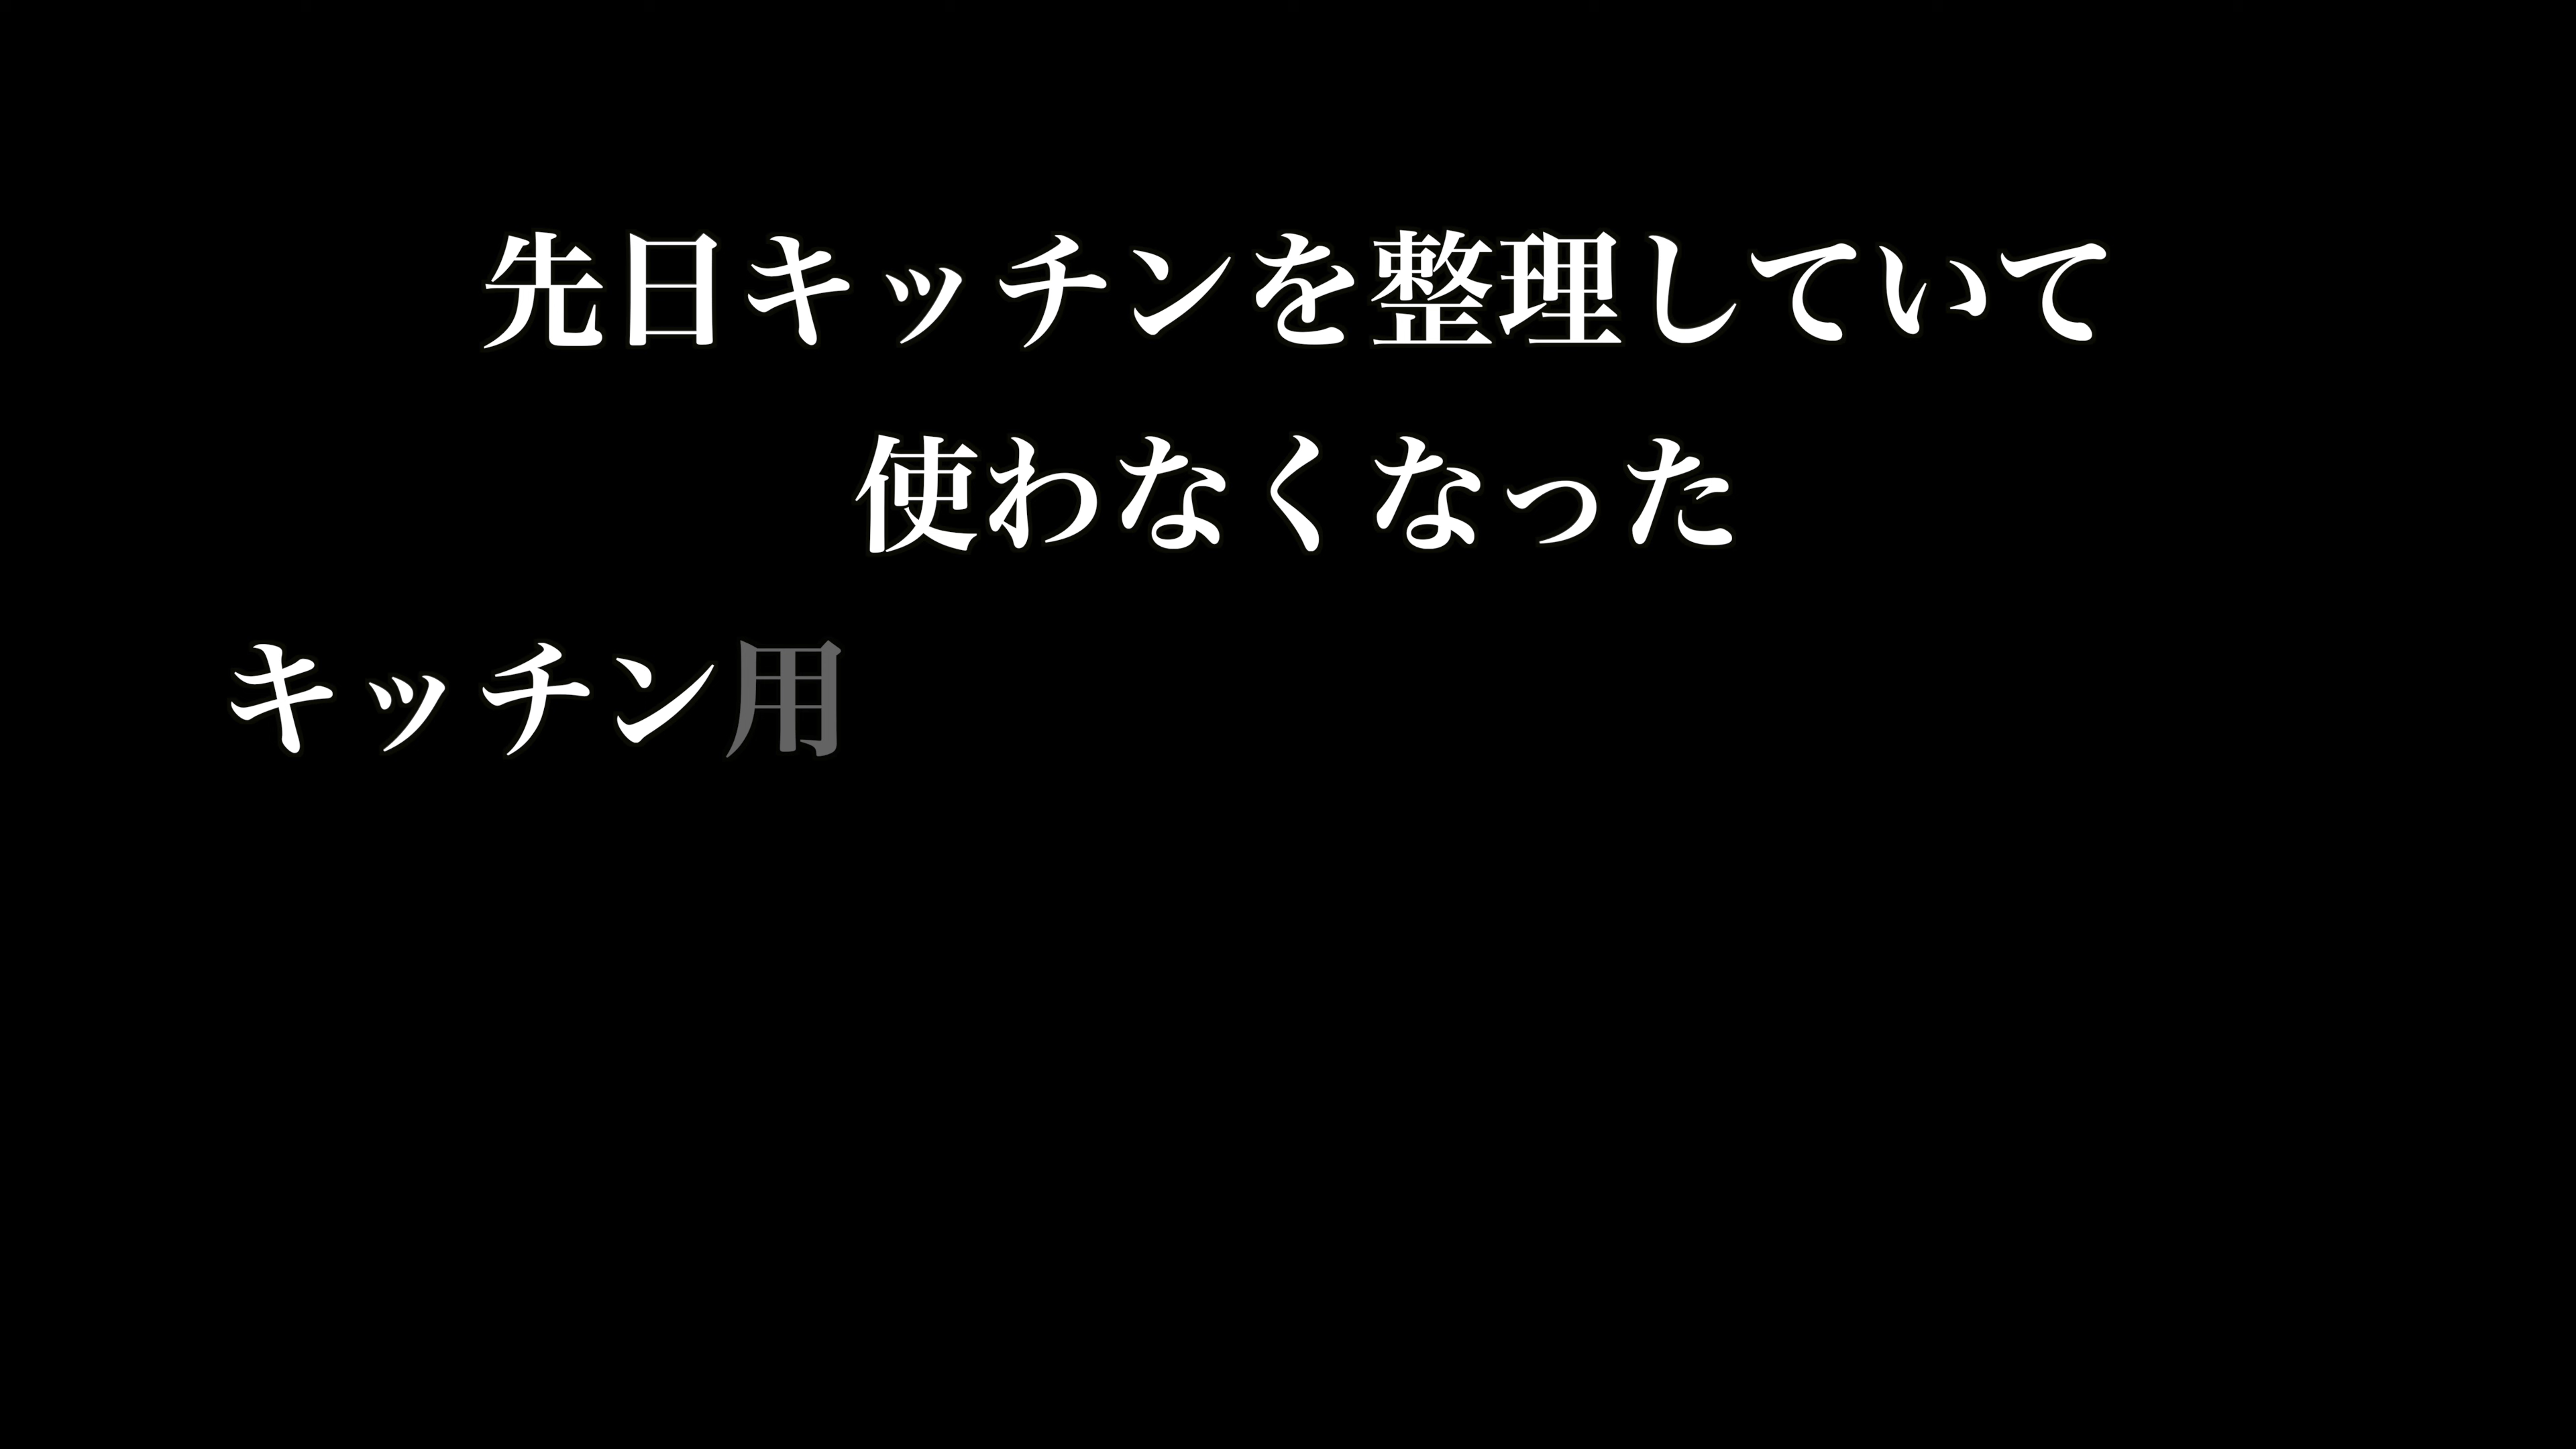 先日キッチンを整理していて
使わなくなった
キッチン用